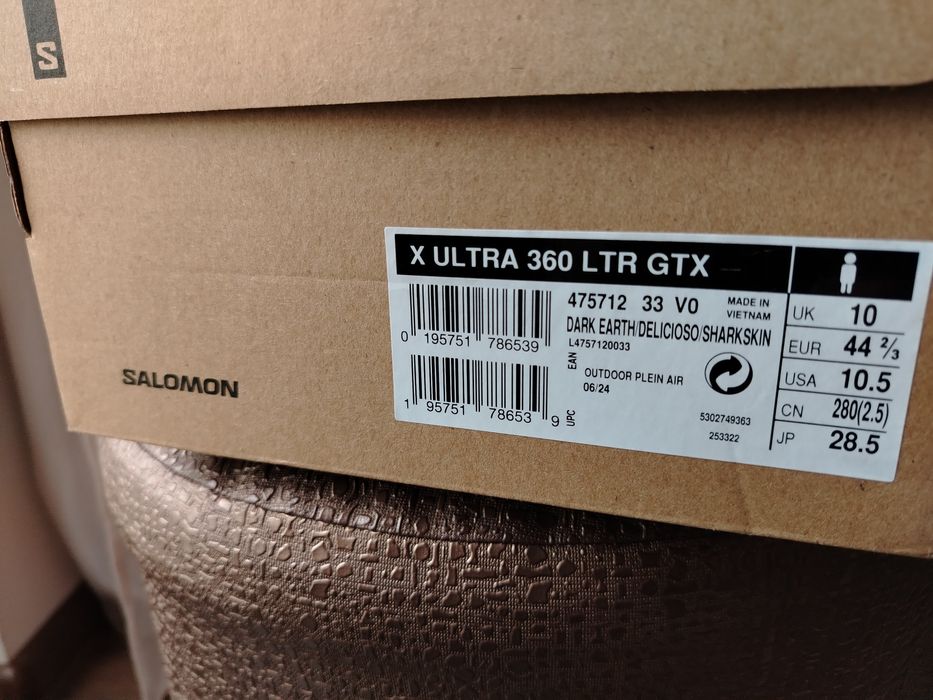 S
SALOMON
X ULTRA 360 LTR GTX
0 195751 786539
EAN
1 95751 78653 9
UPC
475712 33 V0
MADE IN
VIETNAM
DARK EARTH/DELICIOSO/SHARKSKIN
L4757120033
OUTDOOR PLEIN AIR
06/24
5302749363
253322
UK 10
EUR 44 2/3
USA 10.5
CN 280(2.5)
JP 28.5